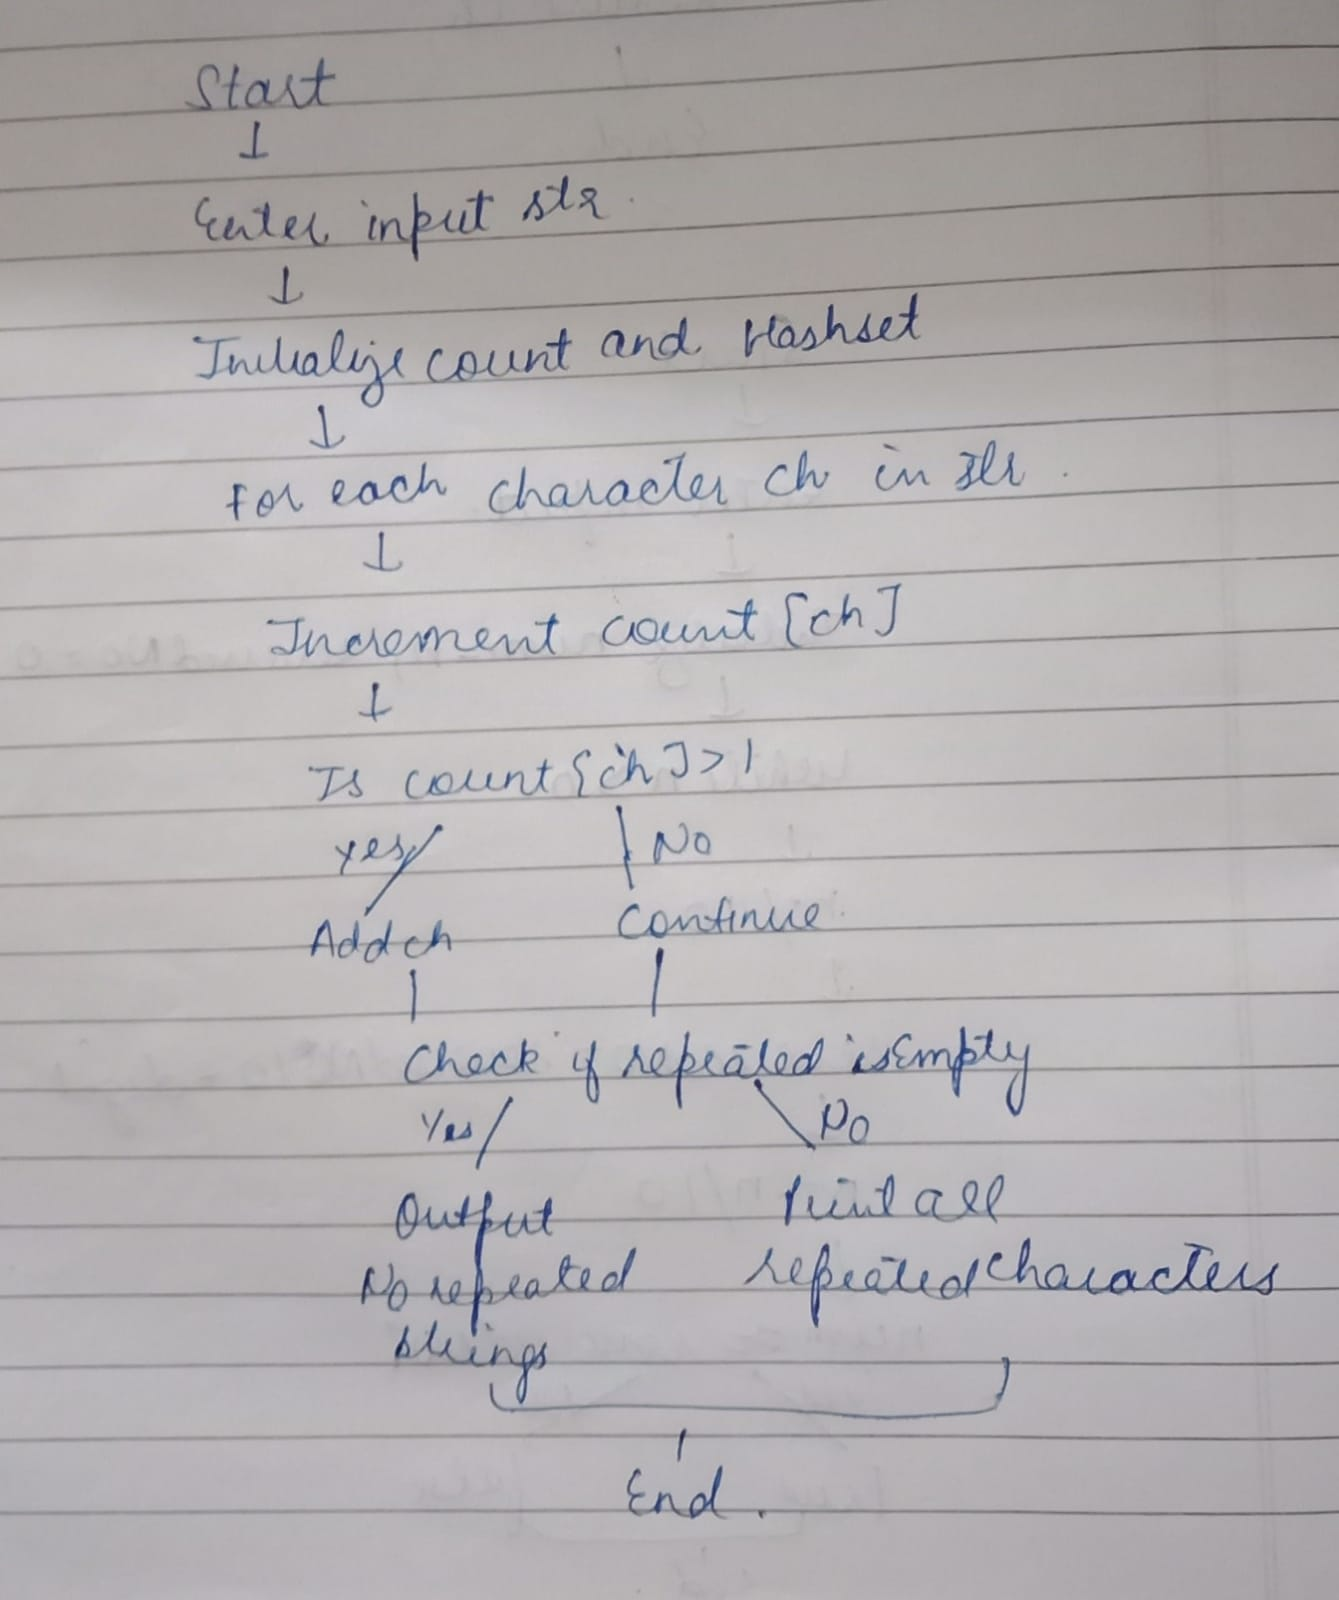 Start
Enter input str.
Initialize count and Hashset
for each character ch in str.
Increment count [ch]
Is count [ch] > 1
Yes No
Add ch Continue
Check if repeated isEmpty
Yes No
Output Print all
No repeated repeated characters
strings
End.